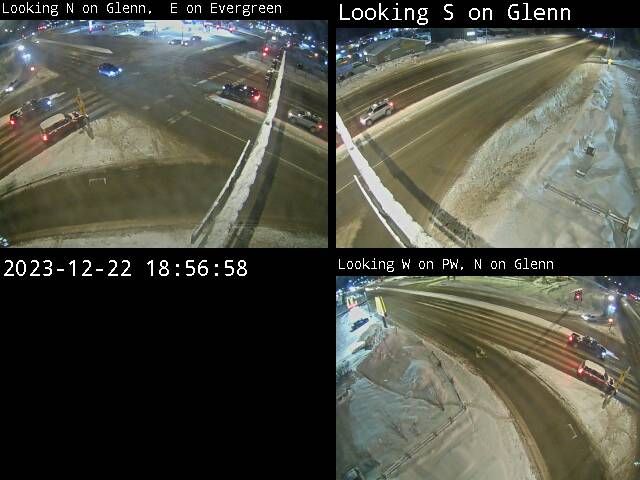 Looking N on Glenn, E on Evergreen
Looking S on Glenn
2023-12-22 18:56:58
Looking W on PW, N on Glenn